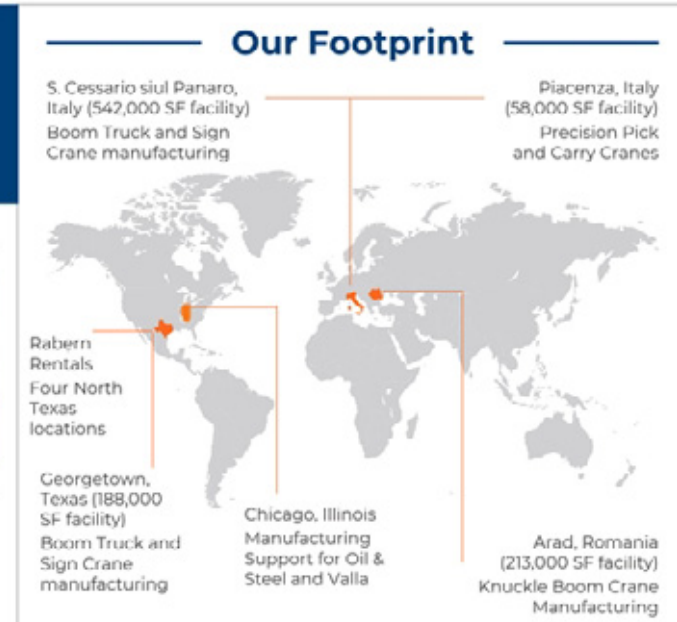 Our Footprint
S. Cessario siul Panaro,
Italy (542,000 SF facility)
Boom Truck and Sign
Crane manufacturing
Piacenza, Italy
(58,000 SF facility)
Precision Pick
and Carry Cranes
Rabern
Rentals
Four North
Texas
locations
Georgetown,
Texas (188,000
SF facility)
Boom Truck and
Sign Crane
manufacturing
Chicago, Illinois
Manufacturing
Support for Oil &
Steel and Valla
Arad, Romania
(213,000 SF facility)
Knuckle Boom Crane
Manufacturing